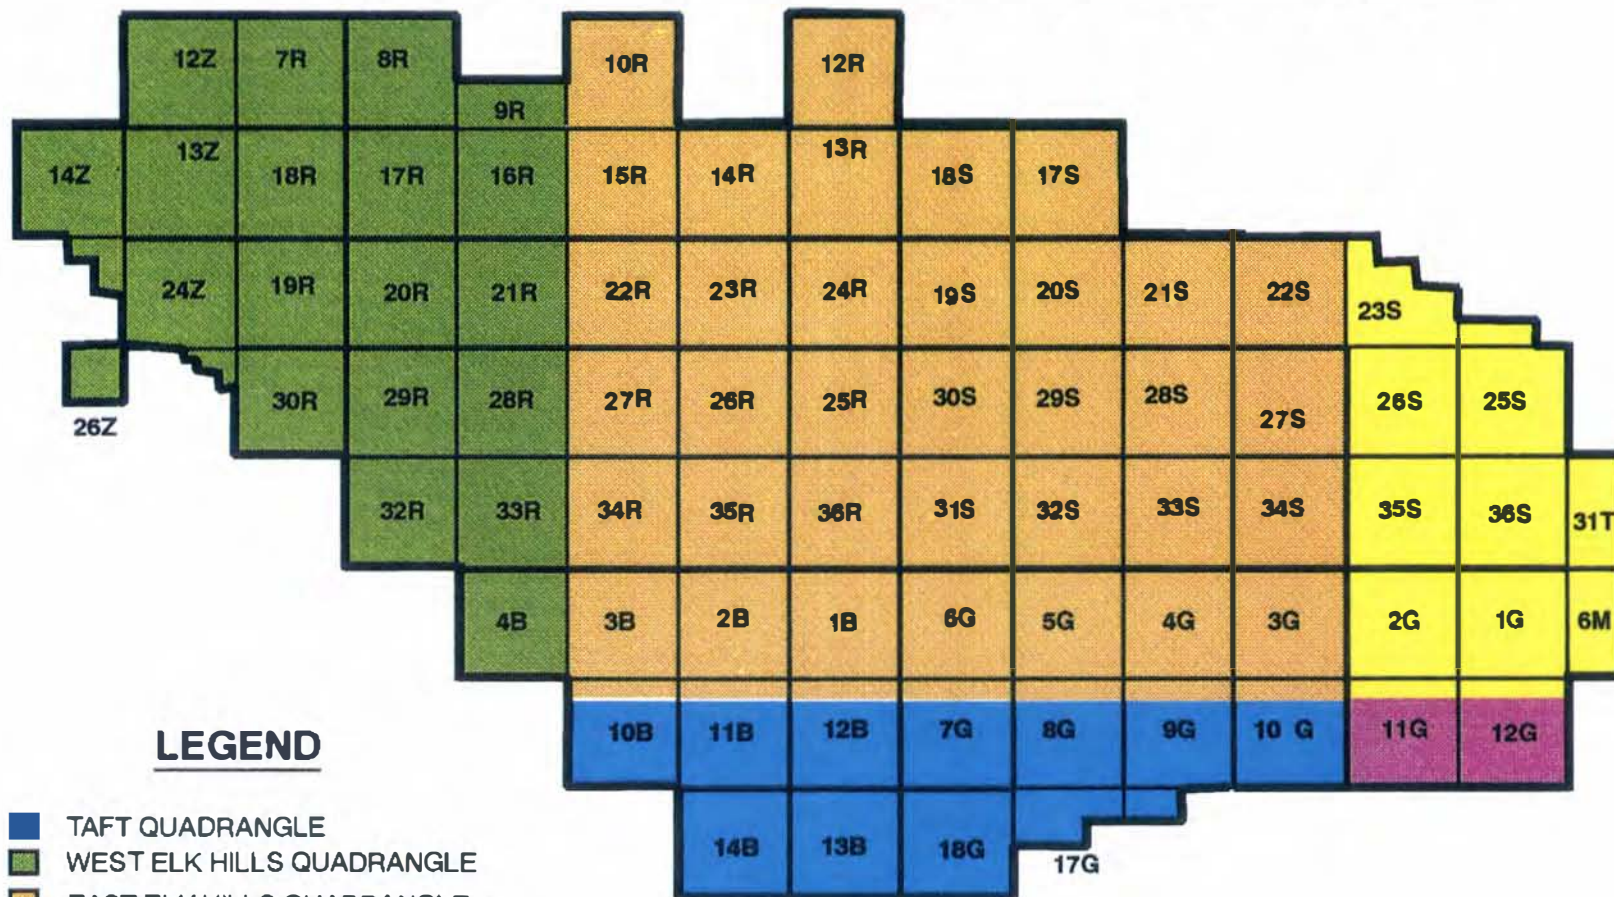 12Z 7R 8R 10R 12R
9R
14Z 13Z 18R 17R 16R 15R 14R 13R 18S 17S
24Z 19R 20R 21R 22R 23R 24R 19S 20S 21S 22S 23S
26Z 30R 29R 28R 27R 26R 25R 30S 29S 28S 27S 26S 25S
32R 33R 34R 35R 36R 31S 32S 33S 34S 35S 36S 31T
4B 3B 2B 1B 6G 5G 4G 3G 2G 1G 6M
10B 11B 12B 7G 8G 9G 10 G 11G 12G
14B 13B 18G 17G
LEGEND
TAFT QUADRANGLE
WEST ELK HILLS QUADRANGLE
EAST ELK HILLS QUADRANGLE